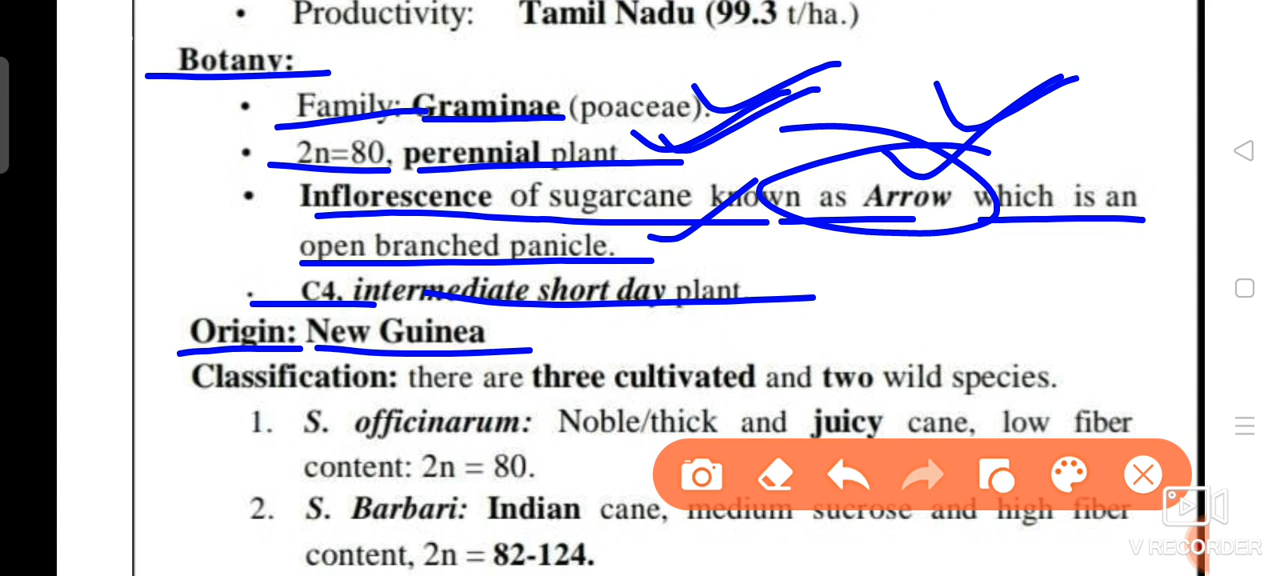 • Productivity: Tamil Nadu (99.3 t/ha.)
Botany:
• Family: Graminae (poaceae).
• 2n=80, perennial plant
• Inflorescence of sugarcane known as Arrow which is an
open branched panicle.
· C4, intermediate short day plant
Origin: New Guinea
Classification: there are three cultivated and two wild species.
1. S. officinarum: Noble/thick and juicy cane, low fiber
content: 2n = 80.
2. S. Barbari: Indian cane, medium sucrose and high fiber
content, 2n = 82-124.
V RECORDER